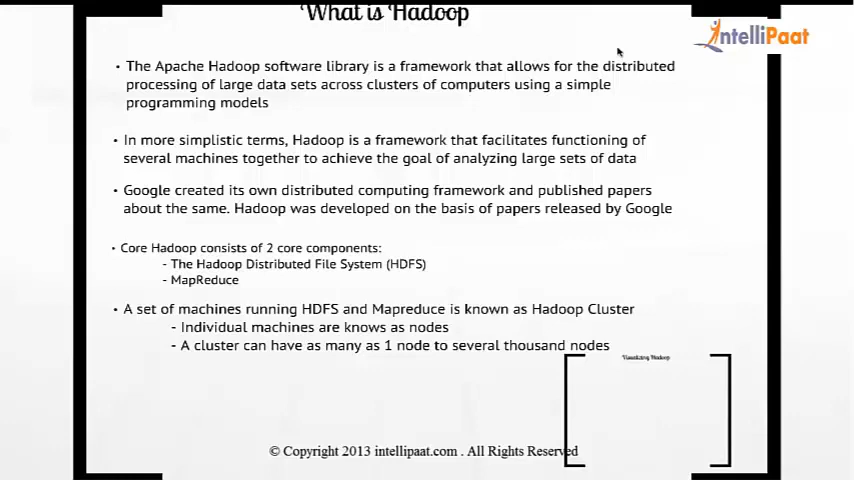 What is Hadoop
IntelliPaat
• The Apache Hadoop software library is a framework that allows for the distributed
processing of large data sets across clusters of computers using a simple
programming models
• In more simplistic terms, Hadoop is a framework that facilitates functioning of
several machines together to achieve the goal of analyzing large sets of data
• Google created its own distributed computing framework and published papers
about the same. Hadoop was developed on the basis of papers released by Google
• Core Hadoop consists of 2 core components:
- The Hadoop Distributed File System (HDFS)
- MapReduce
• A set of machines running HDFS and Mapreduce is known as Hadoop Cluster
- Individual machines are knows as nodes
- A cluster can have as many as 1 node to several thousand nodes
Visualizing Hadoop
© Copyright 2013 intellipaat.com . All Rights Reserved